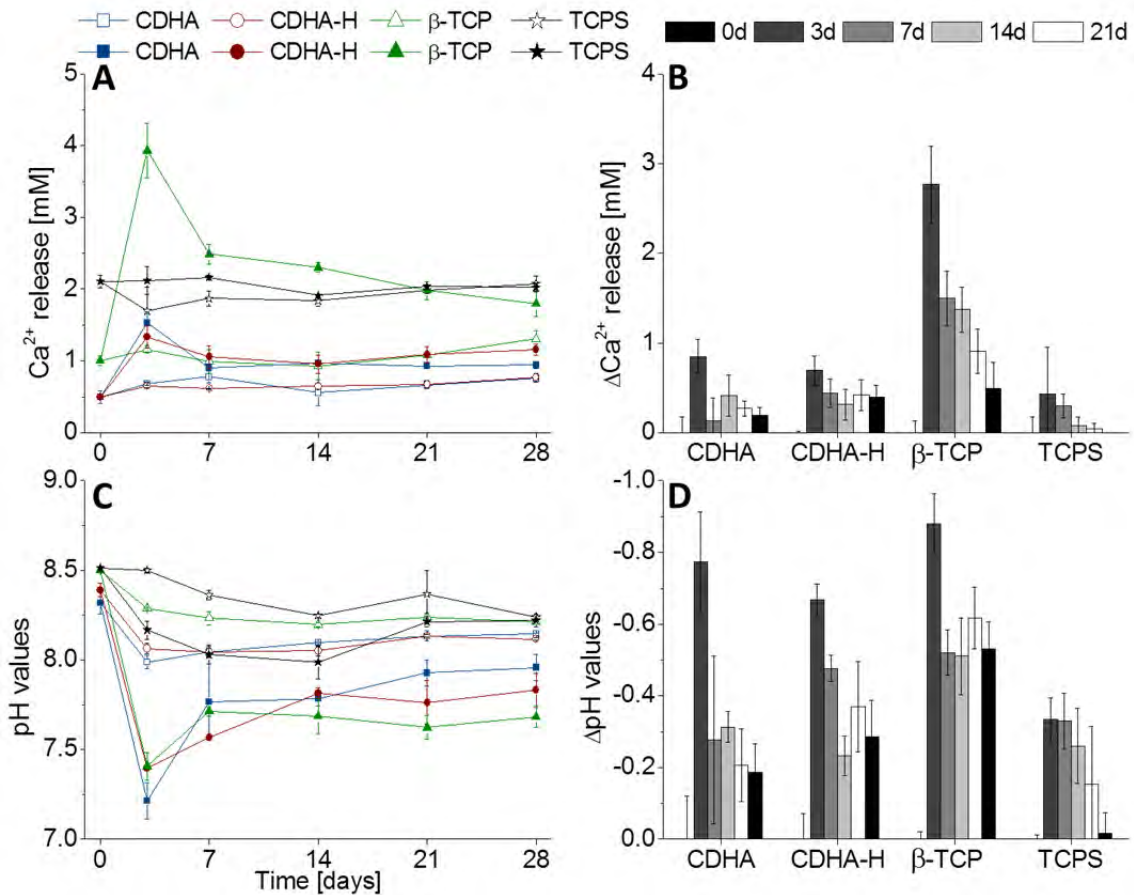 CDHA CDHA-H β-TCP TCPS
CDHA CDHA-H β-TCP TCPS
0d 3d 7d 14d 21d
A
5
4
3
2
1
0
Ca²⁺ release [mM]
0 7 14 21 28
B
4
3
2
1
0
ΔCa²⁺ release [mM]
CDHA CDHA-H β-TCP TCPS
C
9.0
8.5
8.0
7.5
7.0
pH values
0 7 14 21 28
Time [days]
D
-1.0
-0.8
-0.6
-0.4
-0.2
0.0
ΔpH values
CDHA CDHA-H β-TCP TCPS